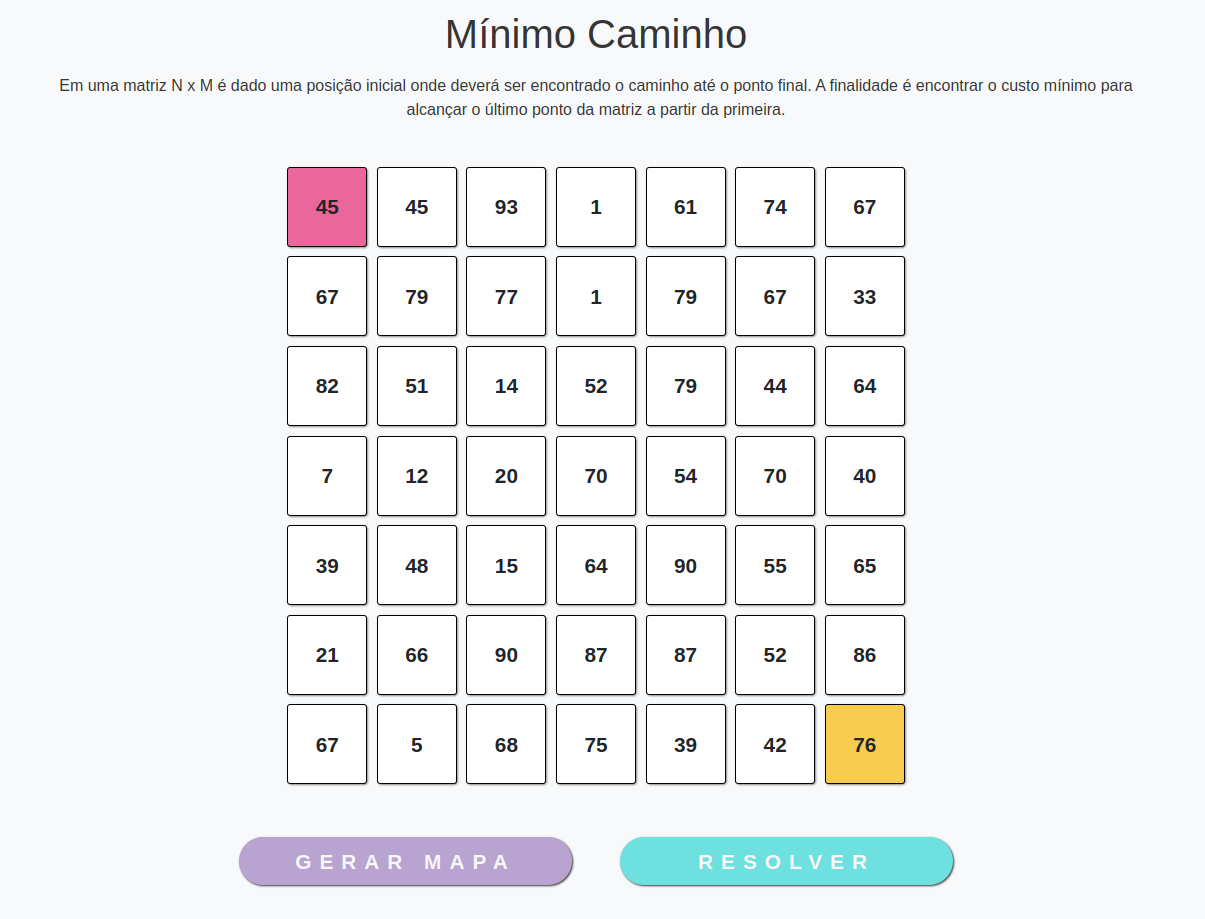 Mínimo Caminho
Em uma matriz N x M é dado uma posição inicial onde deverá ser encontrado o caminho até o ponto final. A finalidade é encontrar o custo mínimo para
alcançar o último ponto da matriz a partir da primeira.
45 45 93 1 61 74 67
67 79 77 1 79 67 33
82 51 14 52 79 44 64
7 12 20 70 54 70 40
39 48 15 64 90 55 65
21 66 90 87 87 52 86
67 5 68 75 39 42 76
GERAR MAPA RESOLVER